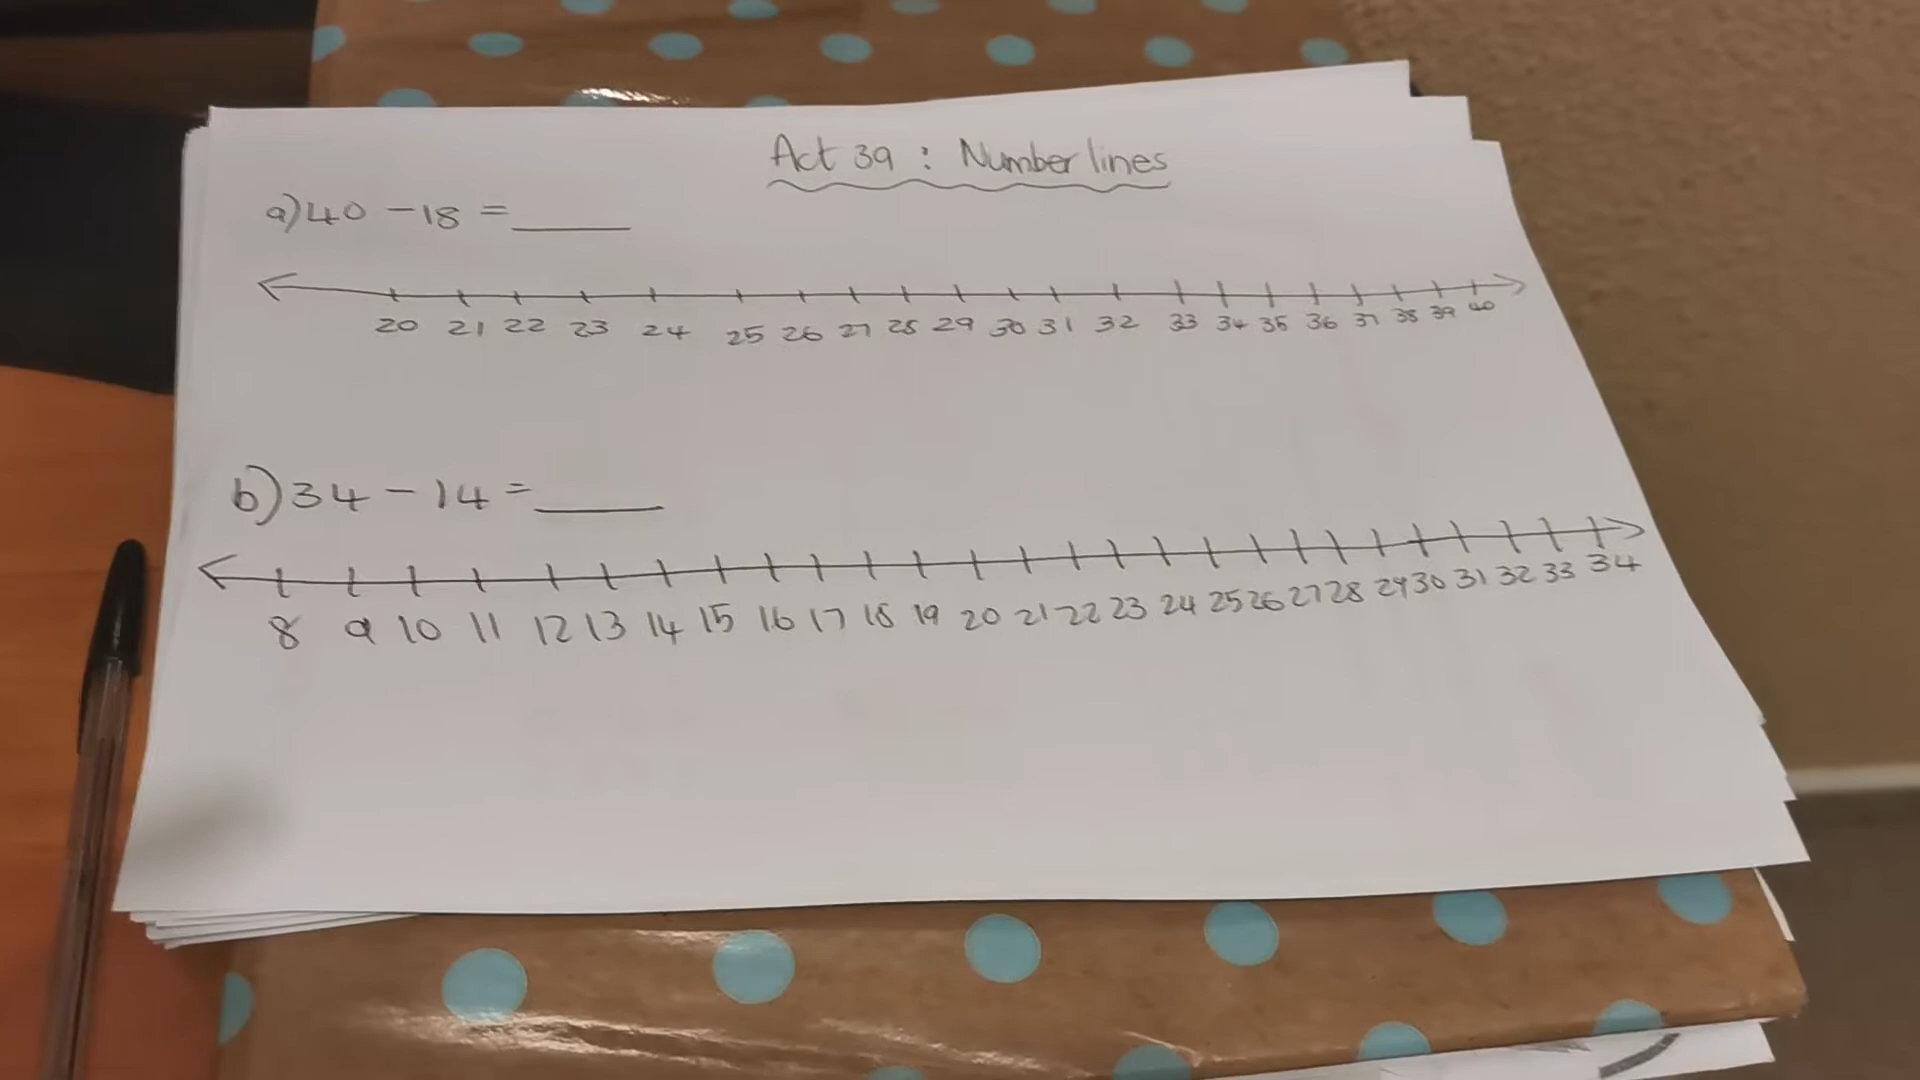 Act 39 : Number lines
a) 40 - 18 = _____
20 21 22 23 24 25 26 27 28 29 30 31 32 33 34 35 36 37 38 39 40
b) 34 - 14 = _____
8 9 10 11 12 13 14 15 16 17 18 19 20 21 22 23 24 25 26 27 28 29 30 31 32 33 34